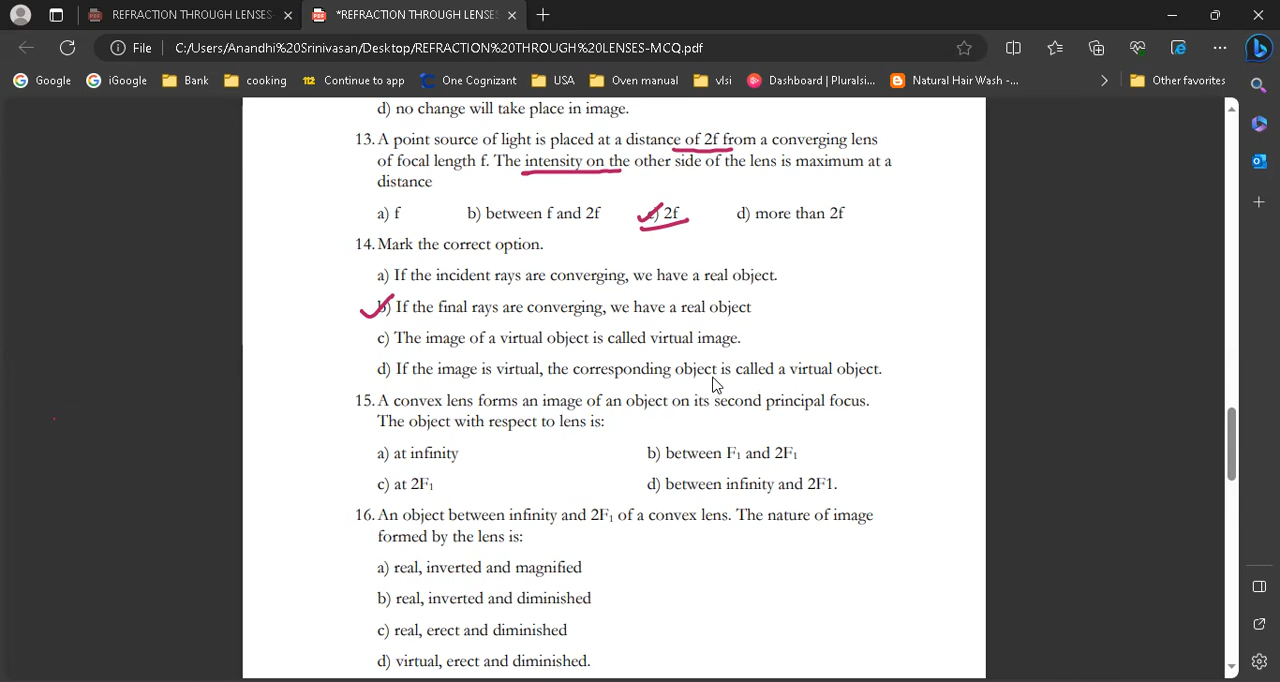 REFRACTION THROUGH LENSES-
*REFRACTION THROUGH LENSES
File
C:/Users/Anandhi%20Srinivasan/Desktop/REFRACTION%20THROUGH%20LENSES-MCQ.pdf
Google
iGoogle
Bank
cooking
Continue to app
One Cognizant
USA
Oven manual
vlsi
Dashboard | Pluralsi...
Natural Hair Wash -...
Other favorites
d) no change will take place in image.
13. A point source of light is placed at a distance of 2f from a converging lens
of focal length f. The intensity on the other side of the lens is maximum at a
distance
a) f b) between f and 2f c) 2f d) more than 2f
14. Mark the correct option.
a) If the incident rays are converging, we have a real object.
b) If the final rays are converging, we have a real object
c) The image of a virtual object is called virtual image.
d) If the image is virtual, the corresponding object is called a virtual object.
15. A convex lens forms an image of an object on its second principal focus.
The object with respect to lens is:
a) at infinity b) between F₁ and 2F₁
c) at 2F₁ d) between infinity and 2F1.
16. An object between infinity and 2F₁ of a convex lens. The nature of image
formed by the lens is:
a) real, inverted and magnified
b) real, inverted and diminished
c) real, erect and diminished
d) virtual, erect and diminished.